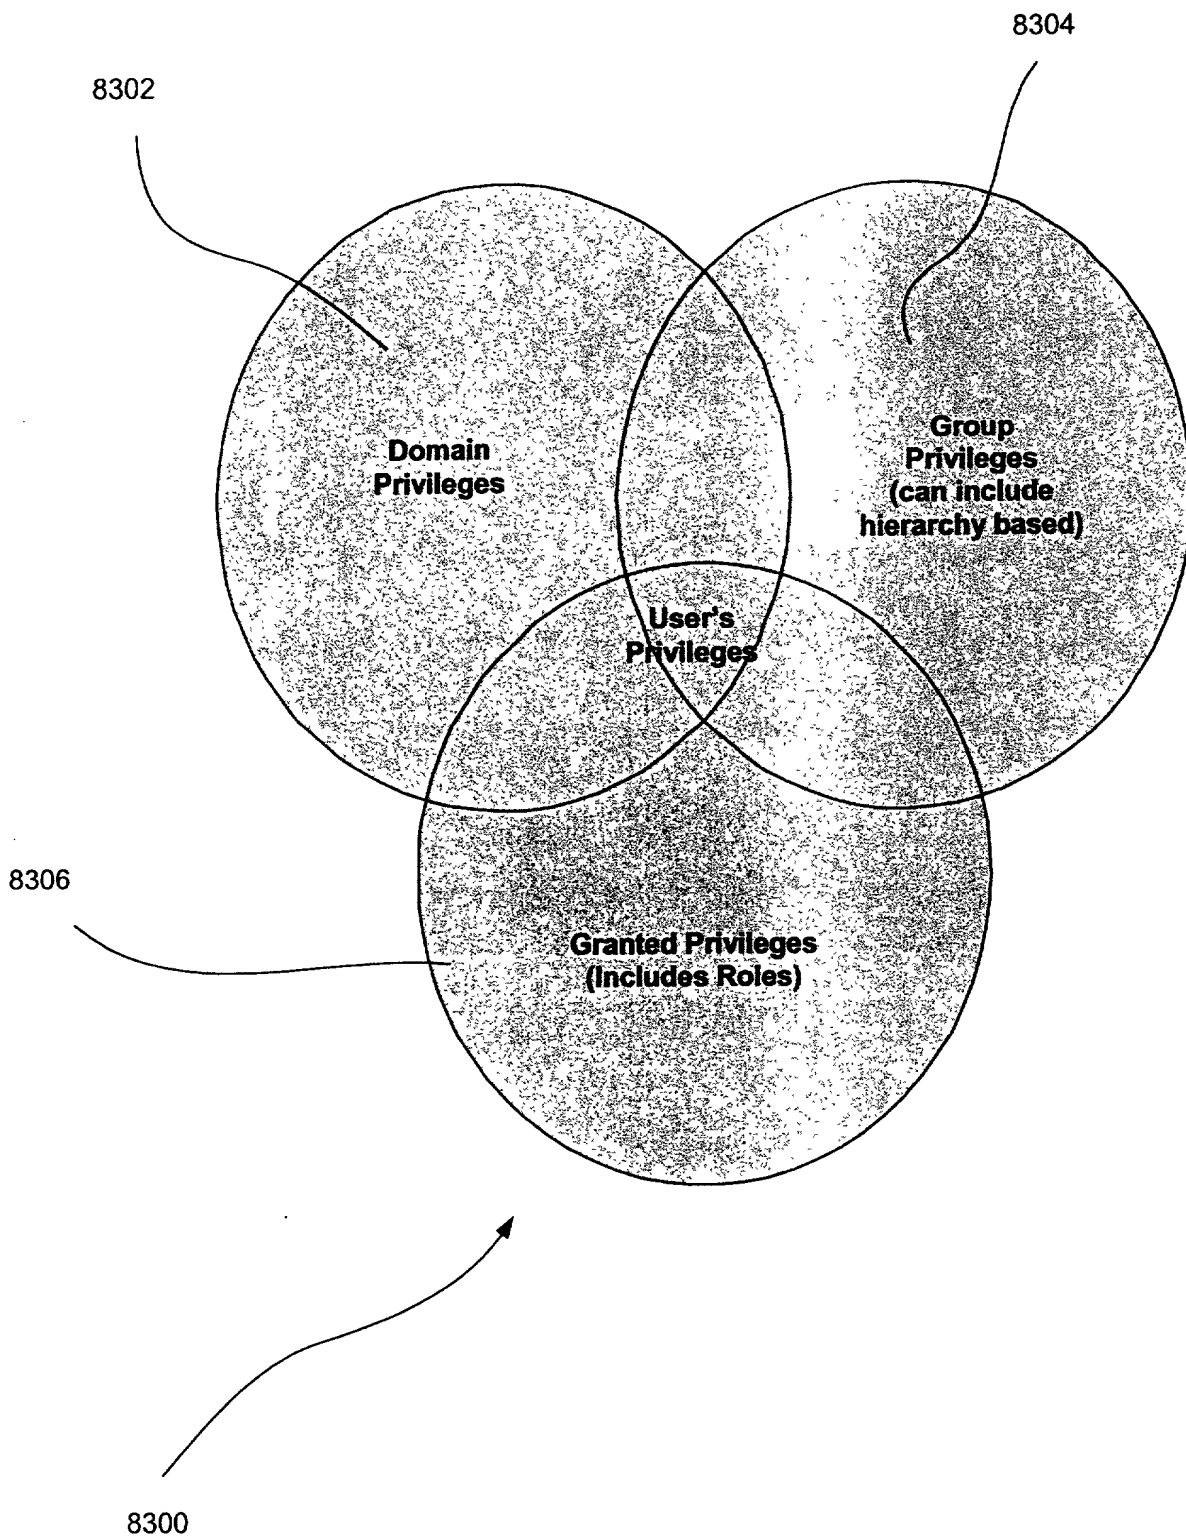 8304
8302
Domain
Privileges
Group
Privileges
(can include
hierarchy based)
User's
Privileges
8306
Granted Privileges
(Includes Roles)
8300